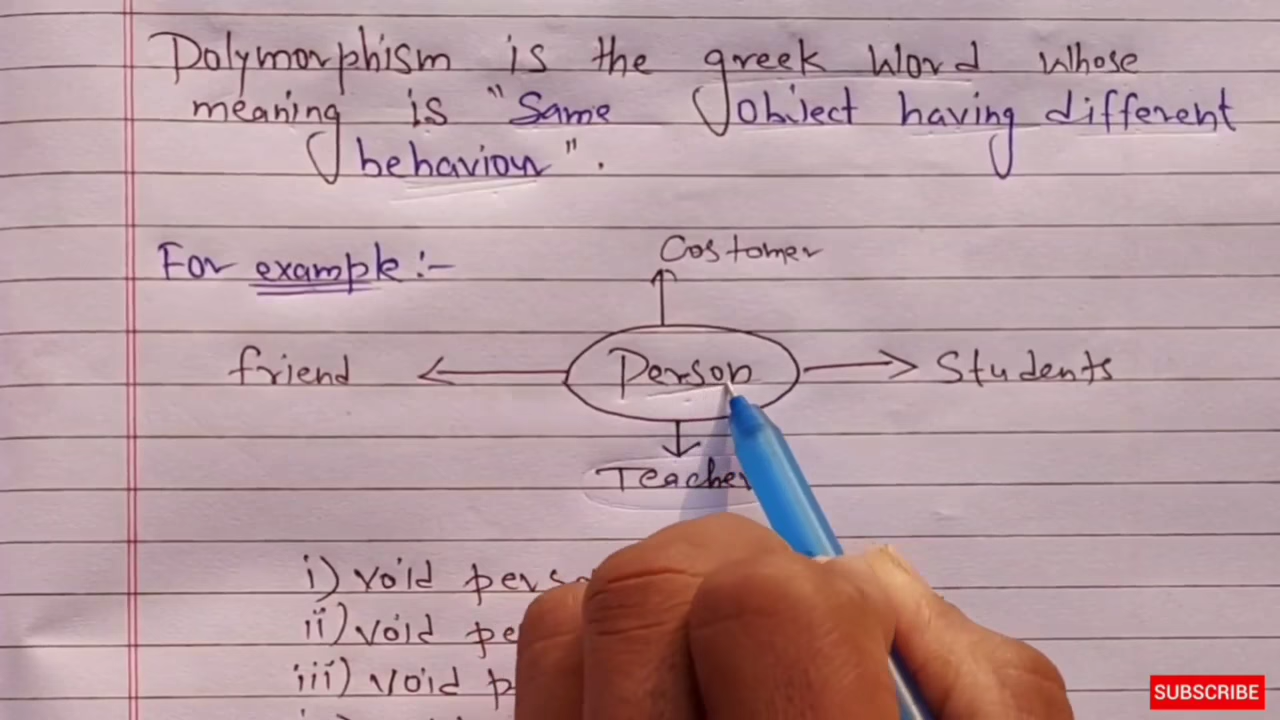 Polymorphism is the greek word whose
meaning is "Same object having different
behaviour".
For example :-
Costomer
friend
Person
Students
Teacher
i) void
ii) void
iii) void
SUBSCRIBE